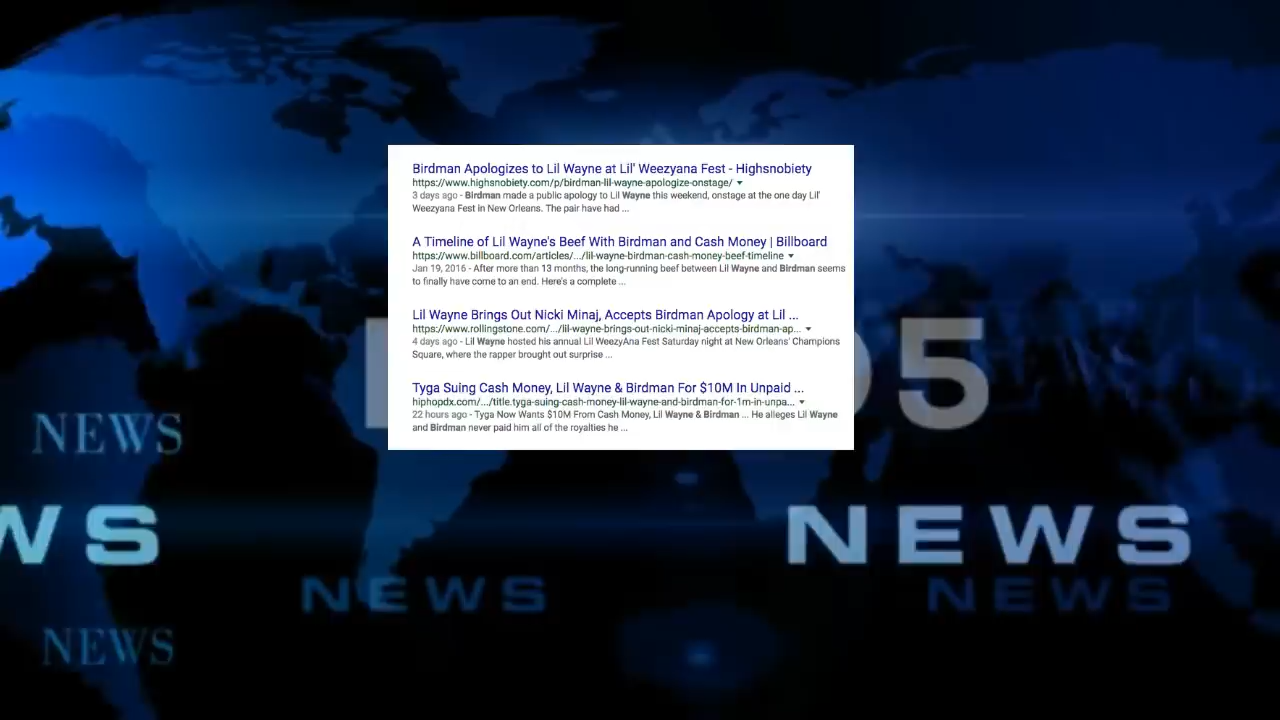 Birdman Apologizes to Lil Wayne at Lil' Weezyana Fest - Highsnobiety
https://www.highsnobiety.com/p/birdman-lil-wayne-apologize-onstage/
3 days ago - Birdman made a public apology to Lil Wayne this weekend, onstage at the one day Lil'
Weezyana Fest in New Orleans. The pair have had ...
A Timeline of Lil Wayne's Beef With Birdman and Cash Money | Billboard
https://www.billboard.com/articles/.../lil-wayne-birdman-cash-money-beef-timeline
Jan 19, 2016 - After more than 13 months, the long-running beef between Lil Wayne and Birdman seems
to finally have come to an end. Here's a complete ...
Lil Wayne Brings Out Nicki Minaj, Accepts Birdman Apology at Lil ...
https://www.rollingstone.com/.../lil-wayne-brings-out-nicki-minaj-accepts-birdman-ap...
4 days ago - Lil Wayne hosted his annual Lil WeezyAna Fest Saturday night at New Orleans' Champions
Square, where the rapper brought out surprise ...
Tyga Suing Cash Money, Lil Wayne & Birdman For $10M In Unpaid ...
hiphopdx.com/.../title.tyga-suing-cash-money-lil-wayne-and-birdman-for-1m-in-unpa...
22 hours ago - Tyga Now Wants $10M From Cash Money, Lil Wayne & Birdman ... He alleges Lil Wayne
and Birdman never paid him all of the royalties he ...
5
NEWS
WS
NEWS
NEWS
NEWS
NEWS